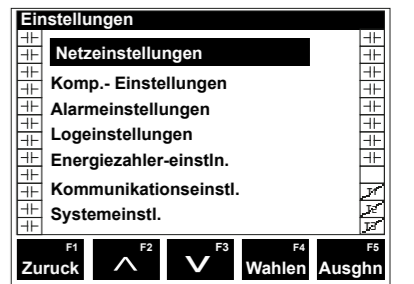 Einstellungen
Netzeinstellungen
Komp.- Einstellungen
Alarmeinstellungen
Logeinstellungen
Energiezahler-einstln.
Kommunikationseinstl.
Systemeinstl.
F1 F2 F3 F4 F5
Zuruck Wahlen Ausghn